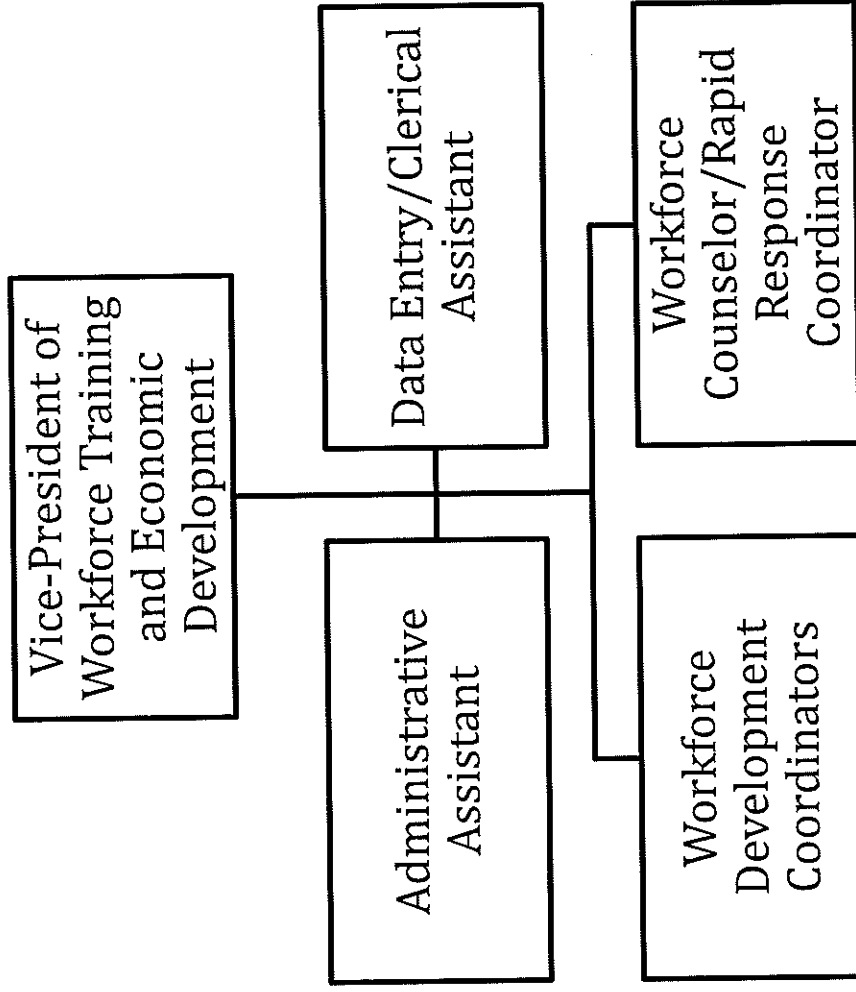 Vice-President of
Workforce Training
and Economic
Development
Administrative
Assistant
Data Entry/Clerical
Assistant
Workforce
Development
Coordinators
Workforce
Counselor/Rapid
Response
Coordinator